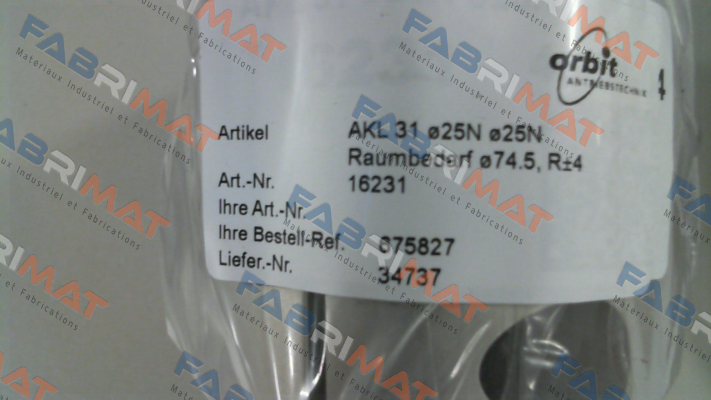 orbit
ANTRIEBSTECHNIK
Artikel AKL 31 ø25N ø25N
Raumbedarf ø74.5, R±4
Art.-Nr. 16231
Ihre Art.-Nr.
Ihre Bestell-Ref. 875827
Liefer.-Nr. 34737
FABRIMAT
Materiaux Industriel et Fabrications